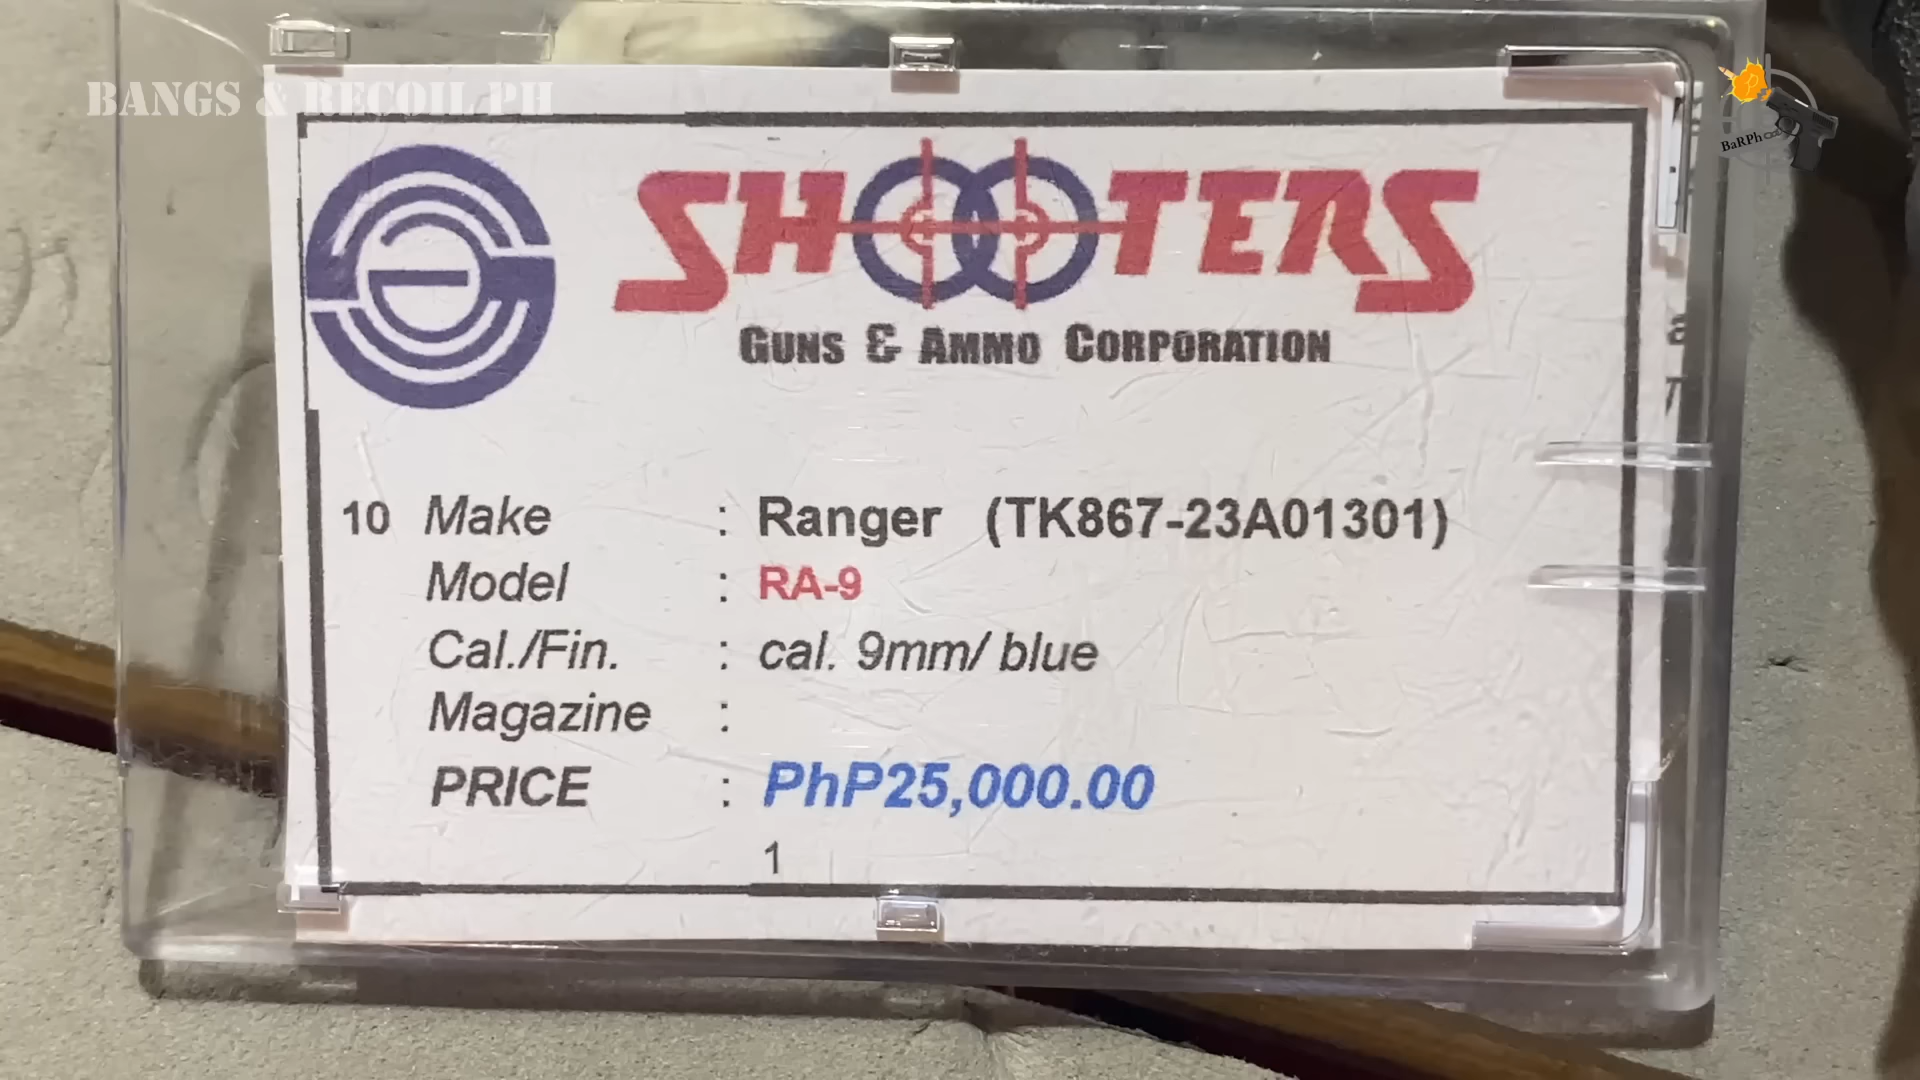 BANGS & RECOIL PH
BaRPh
SHOOTERS
GUNS & AMMO CORPORATION
10 Make : Ranger (TK867-23A01301)
Model : RA-9
Cal./Fin. : cal. 9mm/ blue
Magazine :
PRICE : PhP25,000.00
1